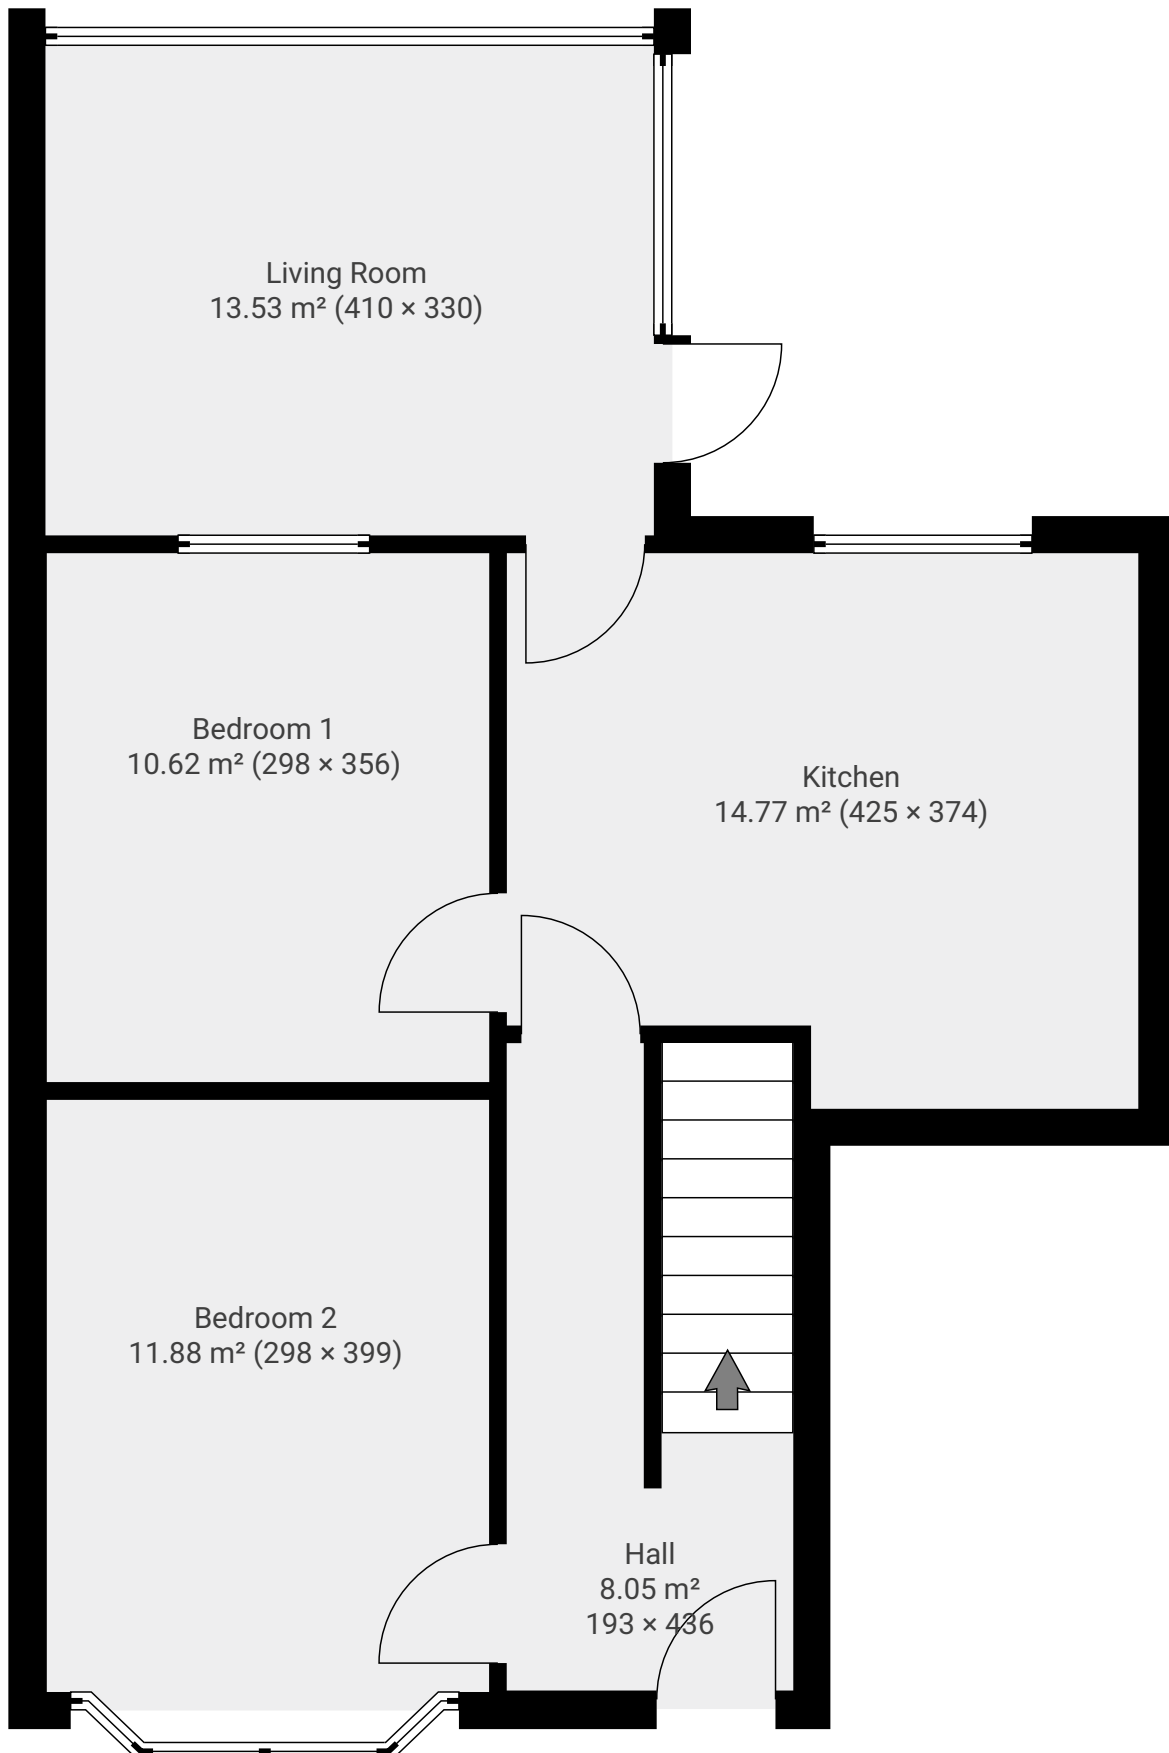 Living Room
13.53 m² (410 × 330)
Bedroom 1
10.62 m² (298 × 356)
Kitchen
14.77 m² (425 × 374)
Bedroom 2
11.88 m² (298 × 399)
Hall
8.05 m²
193 × 436